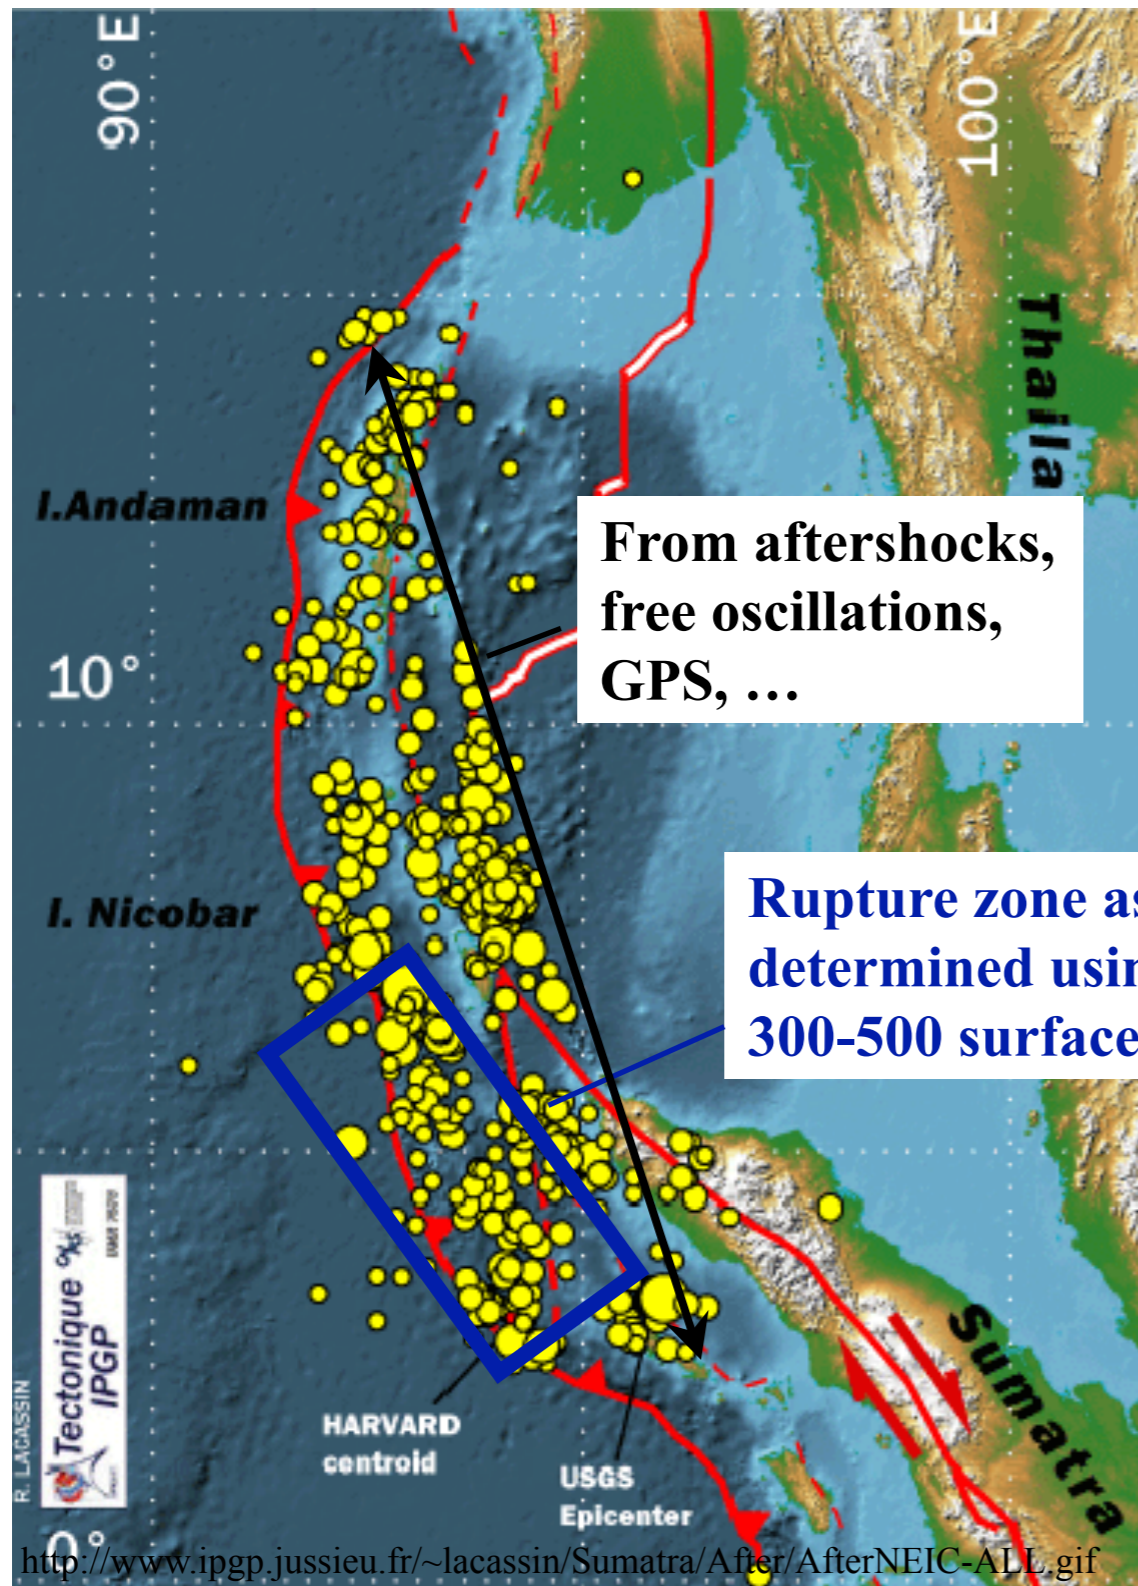 90°E
100°E
Thaila
I.Andaman
From aftershocks,
free oscillations,
GPS, …
10°
Rupture zone as
determined usin
300-500 surface
I. Nicobar
Tectonique
IPGP
R. LACASSIN
Sumatra
HARVARD
centroid
USGS
Epicenter
0°
http://www.ipgp.jussieu.fr/~lacassin/Sumatra/After/AfterNEIC-ALL.gif